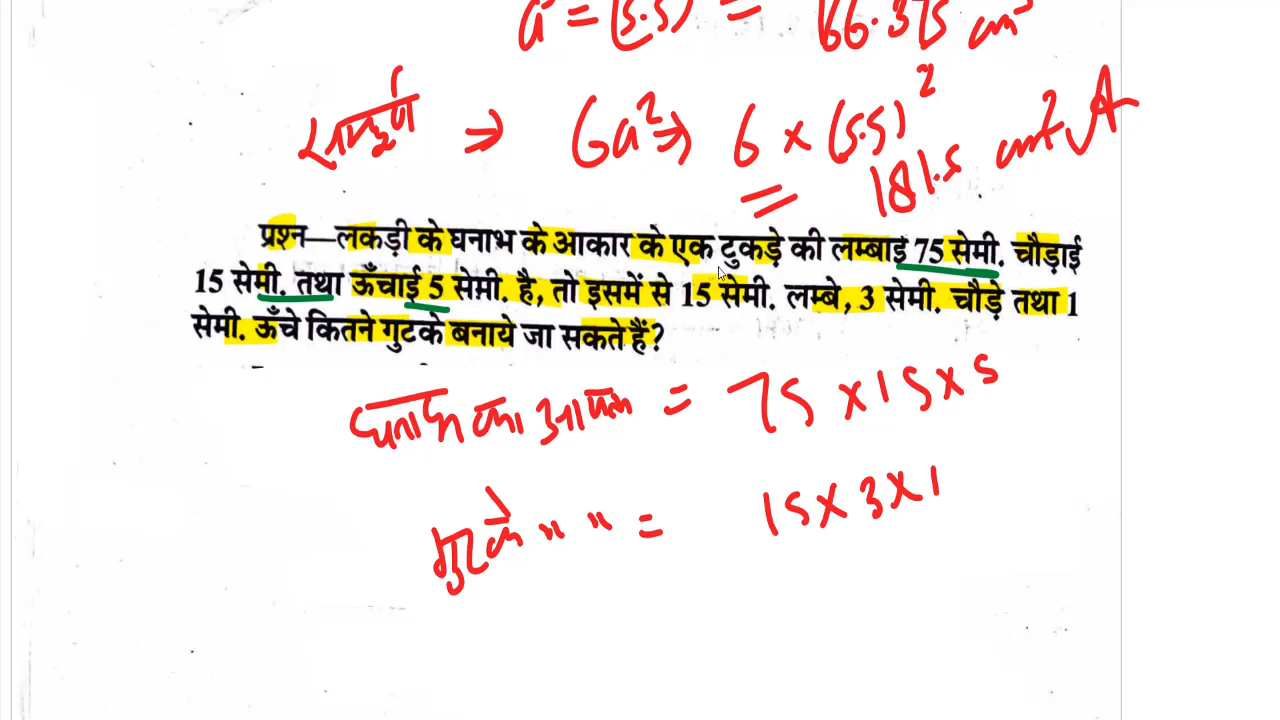 a = (5.5) = 66.375 cm³
सम्पूर्ण ⇒ 6a² ⇒ 6 × (5.5)²
= 181.5 cm² A
प्रश्न—लकड़ी के घनाभ के आकार के एक टुकड़े की लम्बाई 75 सेमी. चौड़ाई
15 सेमी. तथा ऊँचाई 5 सेमी. है, तो इसमें से 15 सेमी. लम्बे, 3 सेमी. चौड़े तथा 1
सेमी. ऊँचे कितने गुटके बनाये जा सकते हैं?
घनाभ का आयतन = 75 × 15 × 5
गुटके " " = 15 × 3 × 1